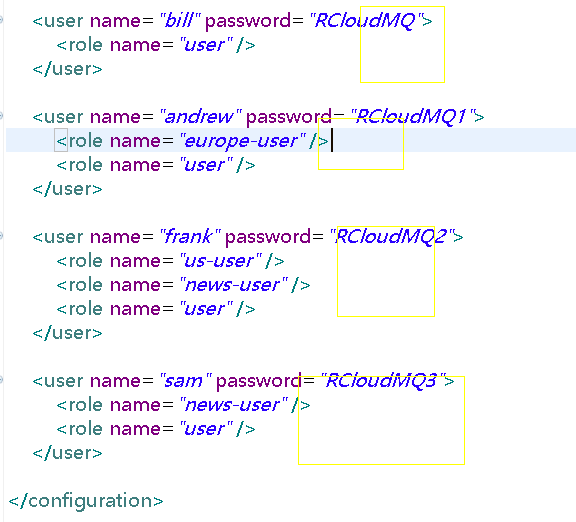 <user name="bill" password="RCloudMQ">
<role name="user"/>
</user>
<user name="andrew" password="RCloudMQ1">
<role name="europe-user"/>
<role name="user"/>
</user>
<user name="frank" password="RCloudMQ2">
<role name="us-user"/>
<role name="news-user"/>
<role name="user"/>
</user>
<user name="sam" password="RCloudMQ3">
<role name="news-user"/>
<role name="user"/>
</user>
</configuration>